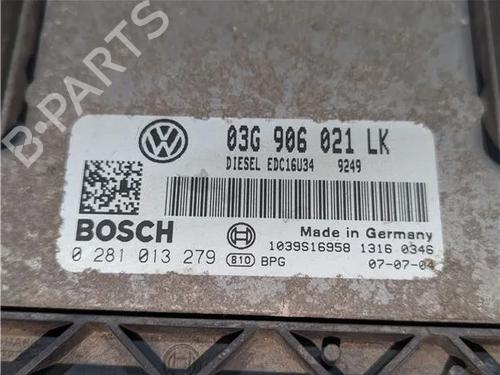 03G 906 021 LK
DIESEL EDC16U34 9249
BOSCH
Made in Germany
1039S16958 1316 0346
0 281 013 279 810 BPG 07-07-04